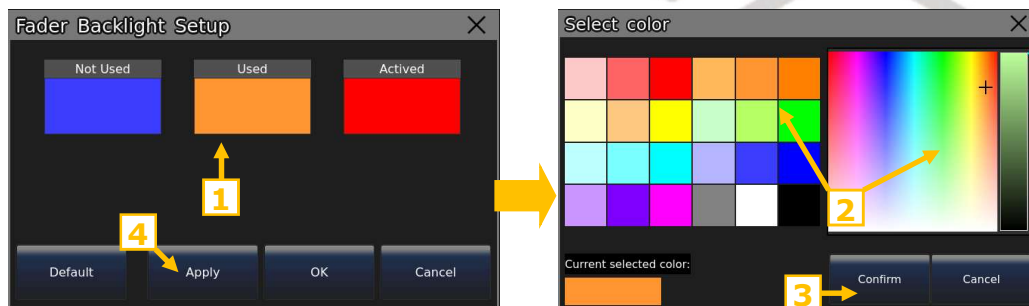 Fader Backlight Setup
Not Used
Used
Actived
1
4
Default
Apply
OK
Cancel
Select color
2
Current selected color:
3
Confirm
Cancel